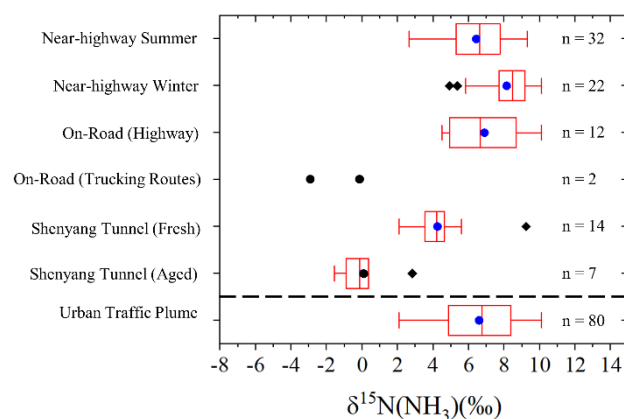 Near-highway Summer
n = 32
Near-highway Winter
n = 22
On-Road (Highway)
n = 12
On-Road (Trucking Routes)
n = 2
Shenyang Tunnel (Fresh)
n = 14
Shenyang Tunnel (Aged)
n = 7
Urban Traffic Plume
n = 80
-8 -6 -4 -2 0 2 4 6 8 10 12 14
δ¹⁵N(NH₃)(‰)